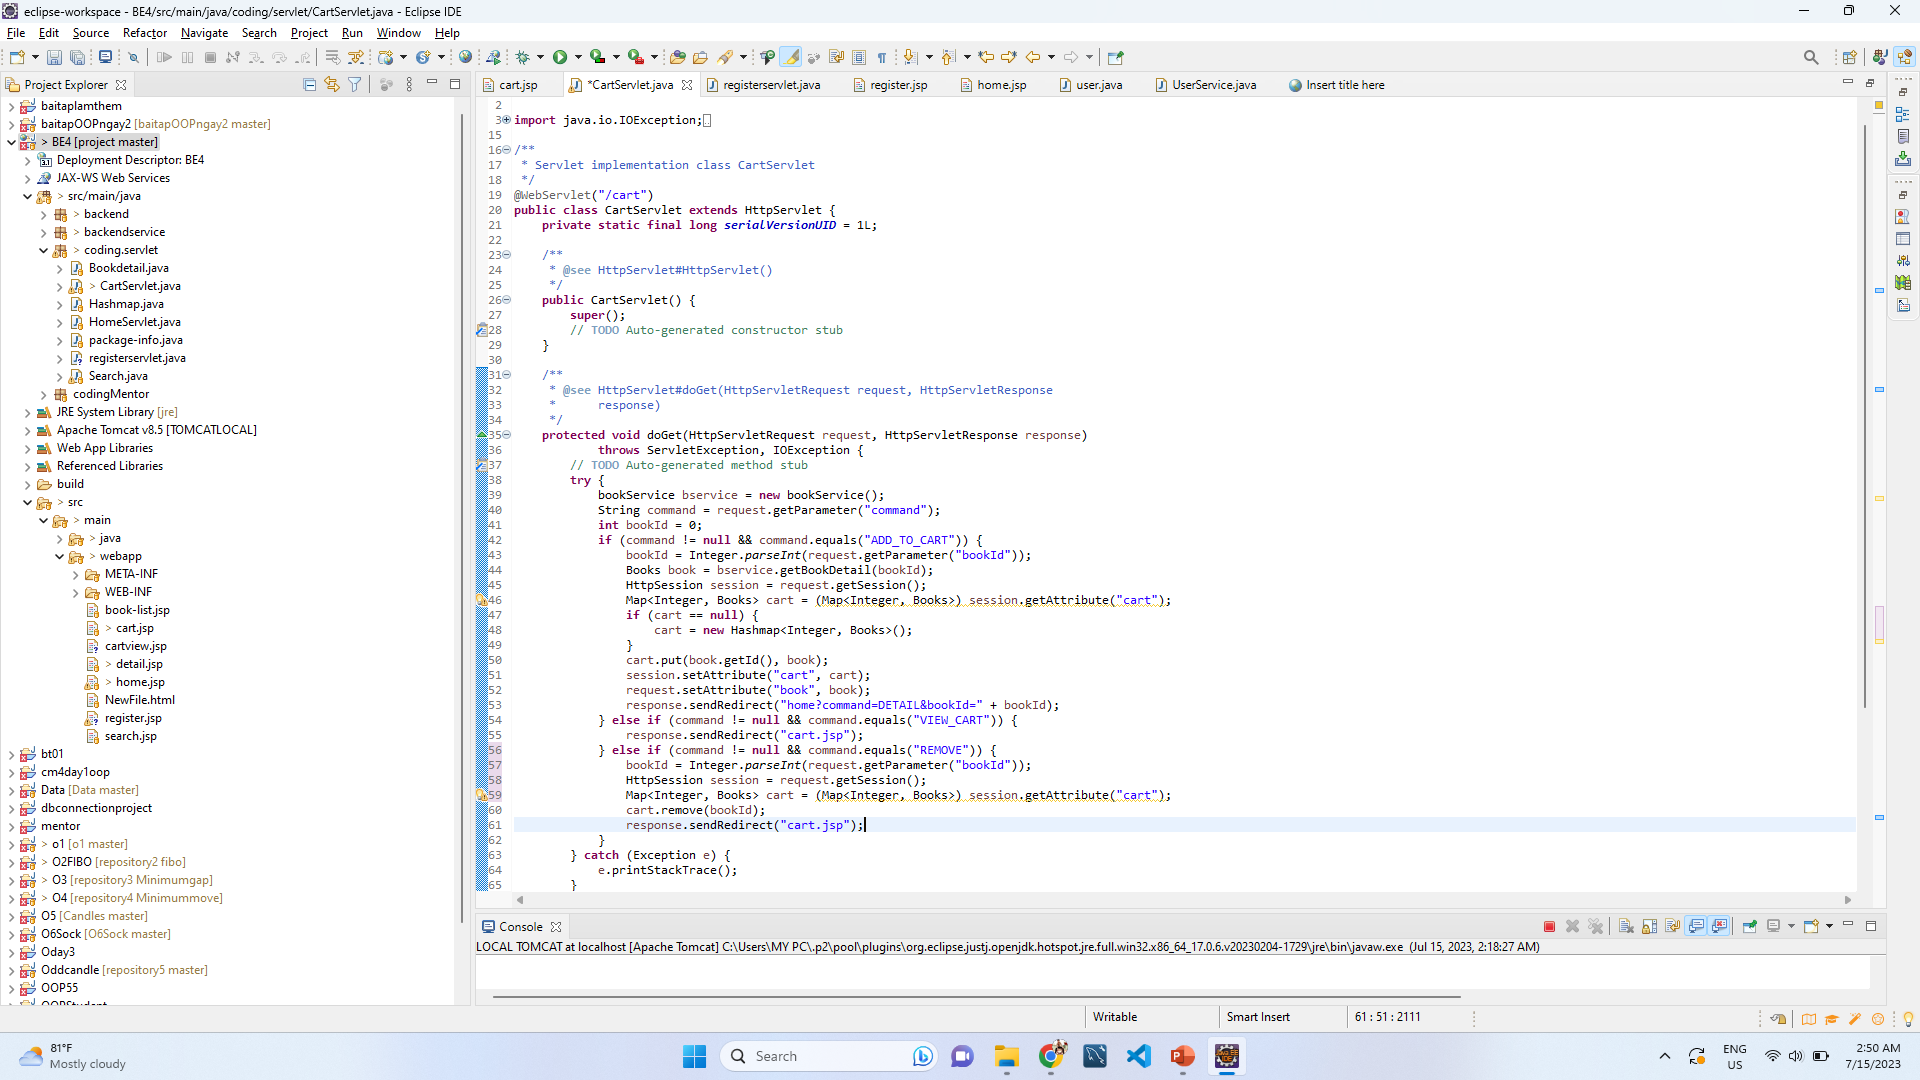 eclipse-workspace - BE4/src/main/java/coding/servlet/CartServlet.java - Eclipse IDE
File Edit Source Refactor Navigate Search Project Run Window Help
Project Explorer
baitaplamthem
baitapOOPngay2 [baitapOOPngay2 master]
> BE4 [project master]
Deployment Descriptor: BE4
JAX-WS Web Services
> src/main/java
> backend
> backendservice
> coding.servlet
Bookdetail.java
> CartServlet.java
Hashmap.java
HomeServlet.java
package-info.java
registerservlet.java
Search.java
codingMentor
JRE System Library [jre]
Apache Tomcat v8.5 [TOMCATLOCAL]
Web App Libraries
Referenced Libraries
build
> src
> main
> java
> webapp
META-INF
WEB-INF
book-list.jsp
> cart.jsp
cartview.jsp
> detail.jsp
> home.jsp
NewFile.html
register.jsp
search.jsp
bt01
cm4day1oop
Data [Data master]
dbconnectionproject
mentor
> o1 [o1 master]
> O2FIBO [repository2 fibo]
> O3 [repository3 Minimumgap]
> O4 [repository4 Minimummove]
O5 [Candles master]
O6Sock [O6Sock master]
Oday3
Oddcandle [repository5 master]
OOP55
OOPStudent
cart.jsp *CartServlet.java registerservlet.java register.jsp home.jsp user.java UserService.java Insert title here
2
3 import java.io.IOException;
15
16 /**
17 * Servlet implementation class CartServlet
18 */
19 @WebServlet("/cart")
20 public class CartServlet extends HttpServlet {
21 private static final long serialVersionUID = 1L;
22
23 /**
24 * @see HttpServlet#HttpServlet()
25 */
26 public CartServlet() {
27 super();
28 // TODO Auto-generated constructor stub
29 }
30
31 /**
32 * @see HttpServlet#doGet(HttpServletRequest request, HttpServletResponse
33 * response)
34 */
35 protected void doGet(HttpServletRequest request, HttpServletResponse response)
36 throws ServletException, IOException {
37 // TODO Auto-generated method stub
38 try {
39 bookService bservice = new bookService();
40 String command = request.getParameter("command");
41 int bookId = 0;
42 if (command != null && command.equals("ADD_TO_CART")) {
43 bookId = Integer.parseInt(request.getParameter("bookId"));
44 Books book = bservice.getBookDetail(bookId);
45 HttpSession session = request.getSession();
46 Map<Integer, Books> cart = (Map<Integer, Books>) session.getAttribute("cart");
47 if (cart == null) {
48 cart = new Hashmap<Integer, Books>();
49 }
50 cart.put(book.getId(), book);
51 session.setAttribute("cart", cart);
52 request.setAttribute("book", book);
53 response.sendRedirect("home?command=DETAIL&bookId=" + bookId);
54 } else if (command != null && command.equals("VIEW_CART")) {
55 response.sendRedirect("cart.jsp");
56 } else if (command != null && command.equals("REMOVE")) {
57 bookId = Integer.parseInt(request.getParameter("bookId"));
58 HttpSession session = request.getSession();
59 Map<Integer, Books> cart = (Map<Integer, Books>) session.getAttribute("cart");
60 cart.remove(bookId);
61 response.sendRedirect("cart.jsp");
62 }
63 } catch (Exception e) {
64 e.printStackTrace();
65 }
Console
LOCAL TOMCAT at localhost [Apache Tomcat] C:\Users\MY PC\.p2\pool\plugins\org.eclipse.justj.openjdk.hotspot.jre.full.win32.x86_64_17.0.6.v20230204-1729\jre\bin\javaw.exe (Jul 15, 2023, 2:18:27 AM)
Writable Smart Insert 61 : 51 : 2111
81°F
Mostly cloudy
Search
ENG
US
2:50 AM
7/15/2023